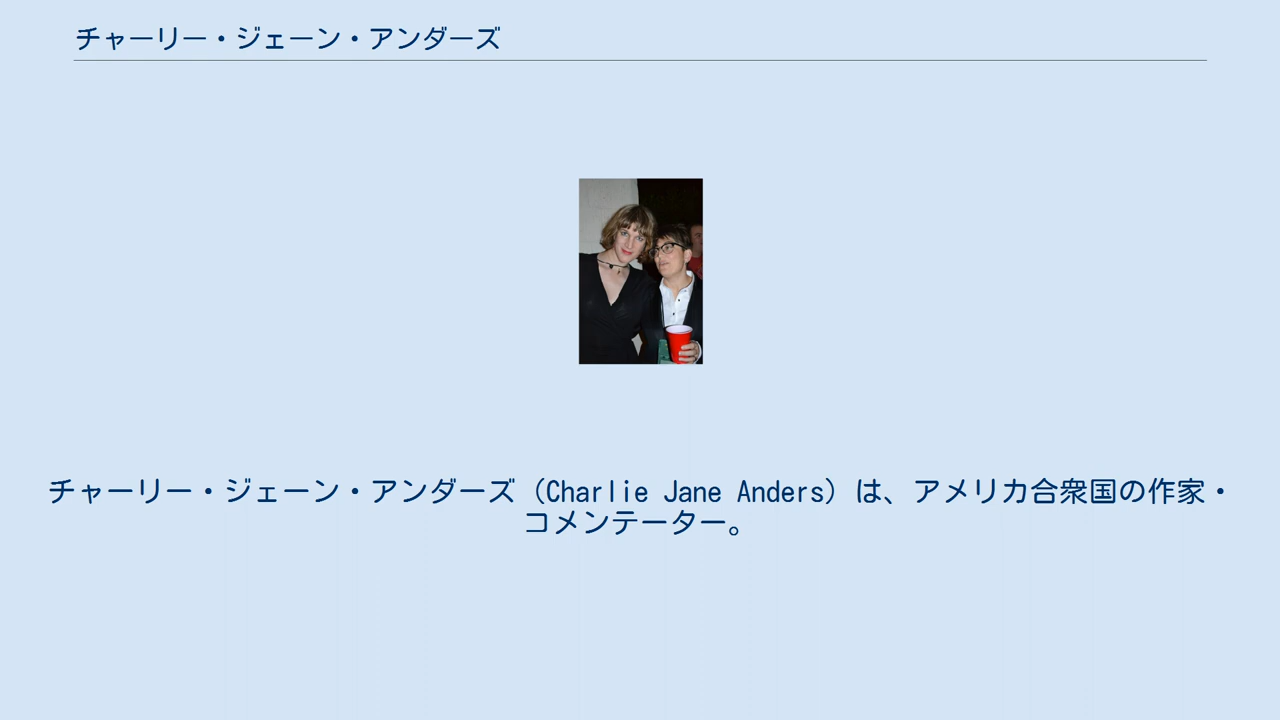 チャーリー・ジェーン・アンダーズ
チャーリー・ジェーン・アンダーズ（Charlie Jane Anders）は、アメリカ合衆国の作家・
コメンテーター。